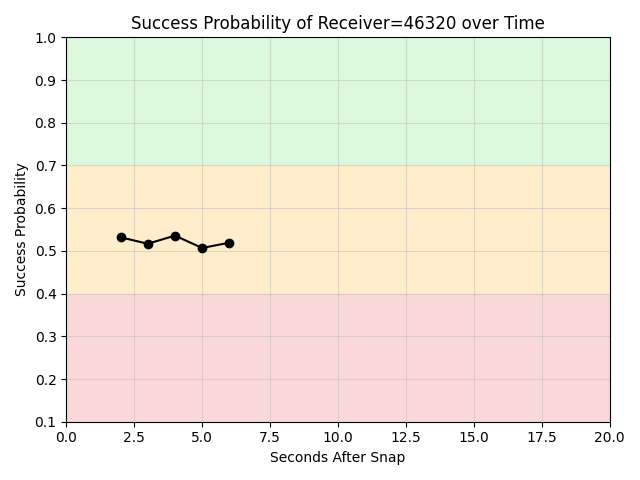 Success Probability of Receiver=46320 over Time
1.0
0.9
0.8
0.7
0.6
0.5
0.4
0.3
0.2
0.1
Success Probability
0.0 2.5 5.0 7.5 10.0 12.5 15.0 17.5 20.0
Seconds After Snap